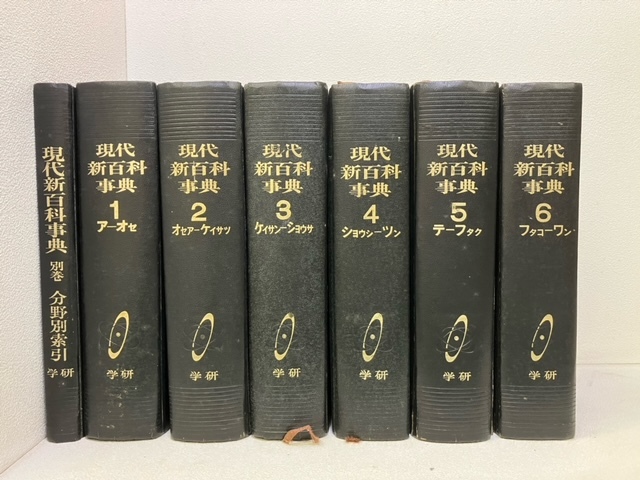 現代新百科事典
別巻
分野別索引
学研
現代
新百科
事典
1
アーオセ
学研
現代
新百科
事典
2
オセアーケイサツ
学研
現代
新百科
事典
3
ケイサンーショウサ
学研
現代
新百科
事典
4
ショウシーツン
学研
現代
新百科
事典
5
テーフタク
学研
現代
新百科
事典
6
フタコーワン
学研